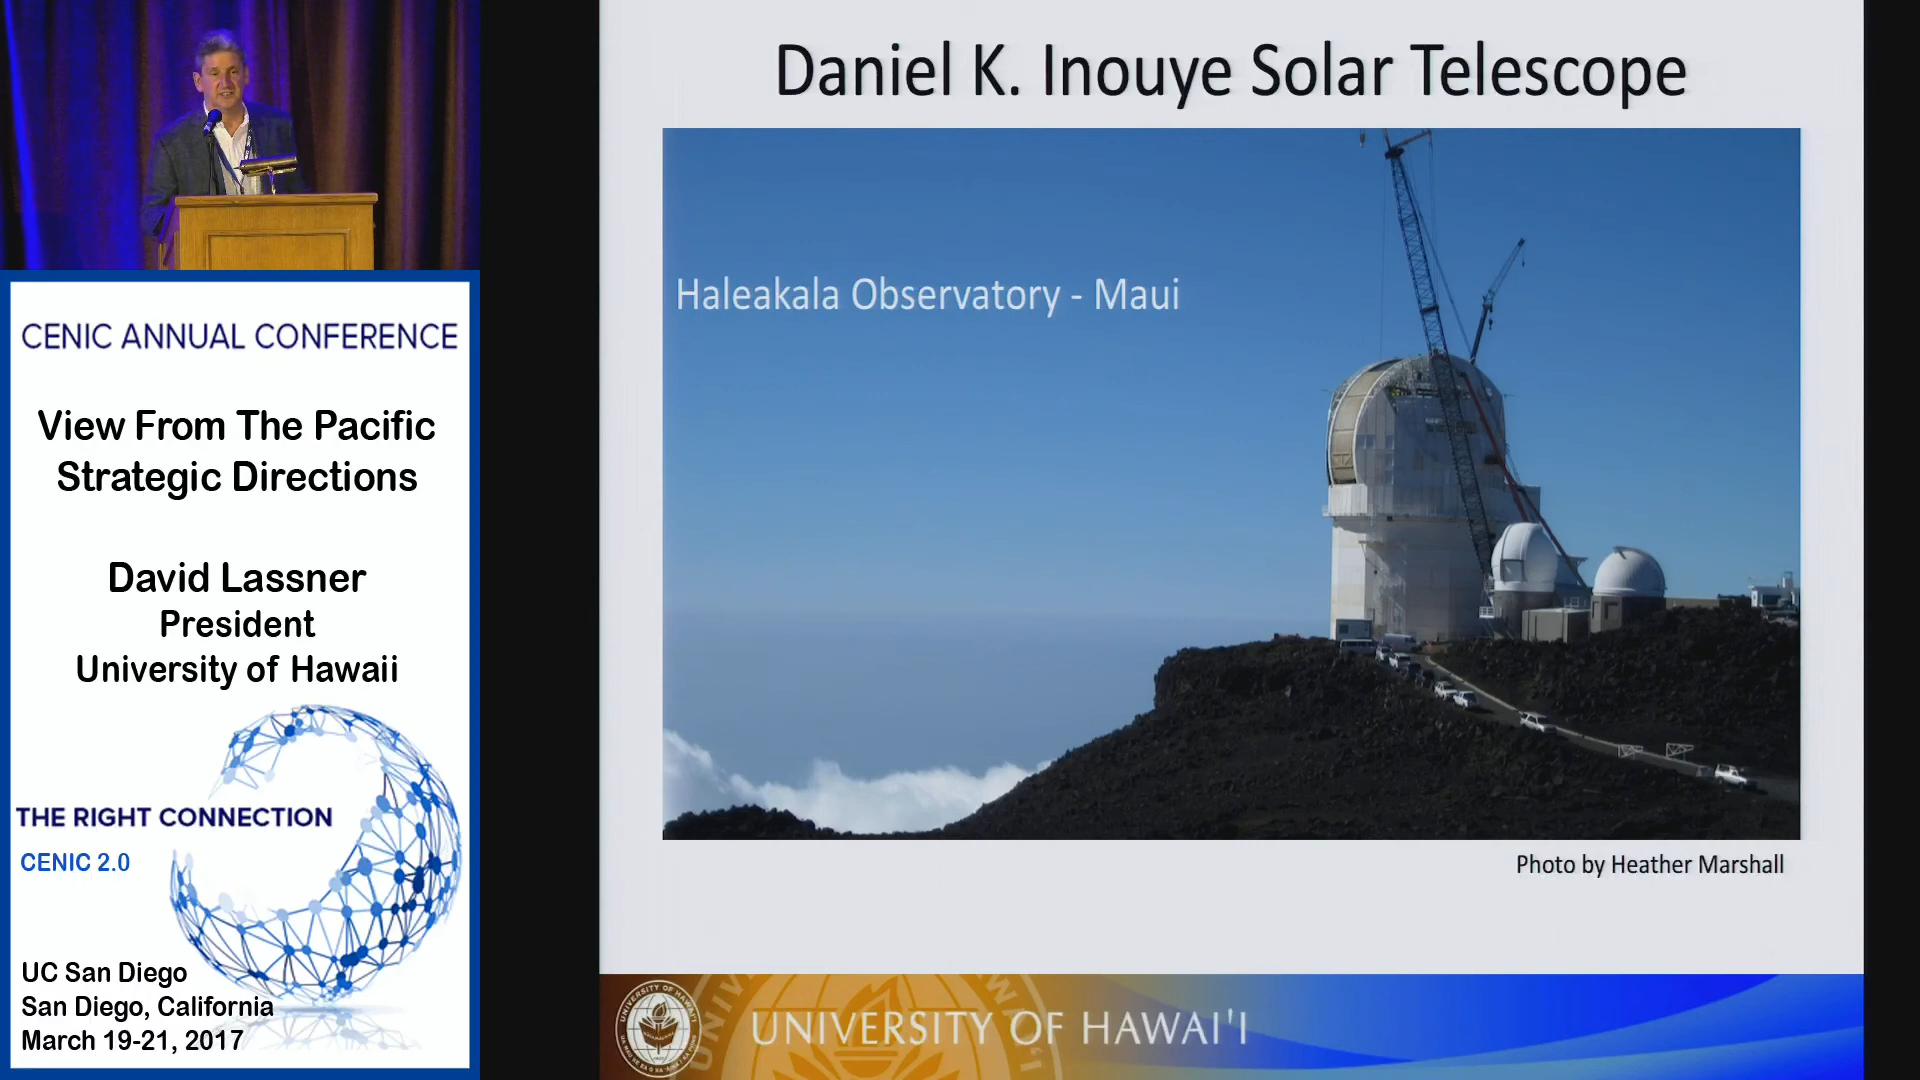 CENIC ANNUAL CONFERENCE
View From The Pacific
Strategic Directions
David Lassner
President
University of Hawaii
THE RIGHT CONNECTION
CENIC 2.0
UC San Diego
San Diego, California
March 19-21, 2017
Daniel K. Inouye Solar Telescope
Haleakala Observatory - Maui
Photo by Heather Marshall
UNIVERSITY OF HAWAI'I